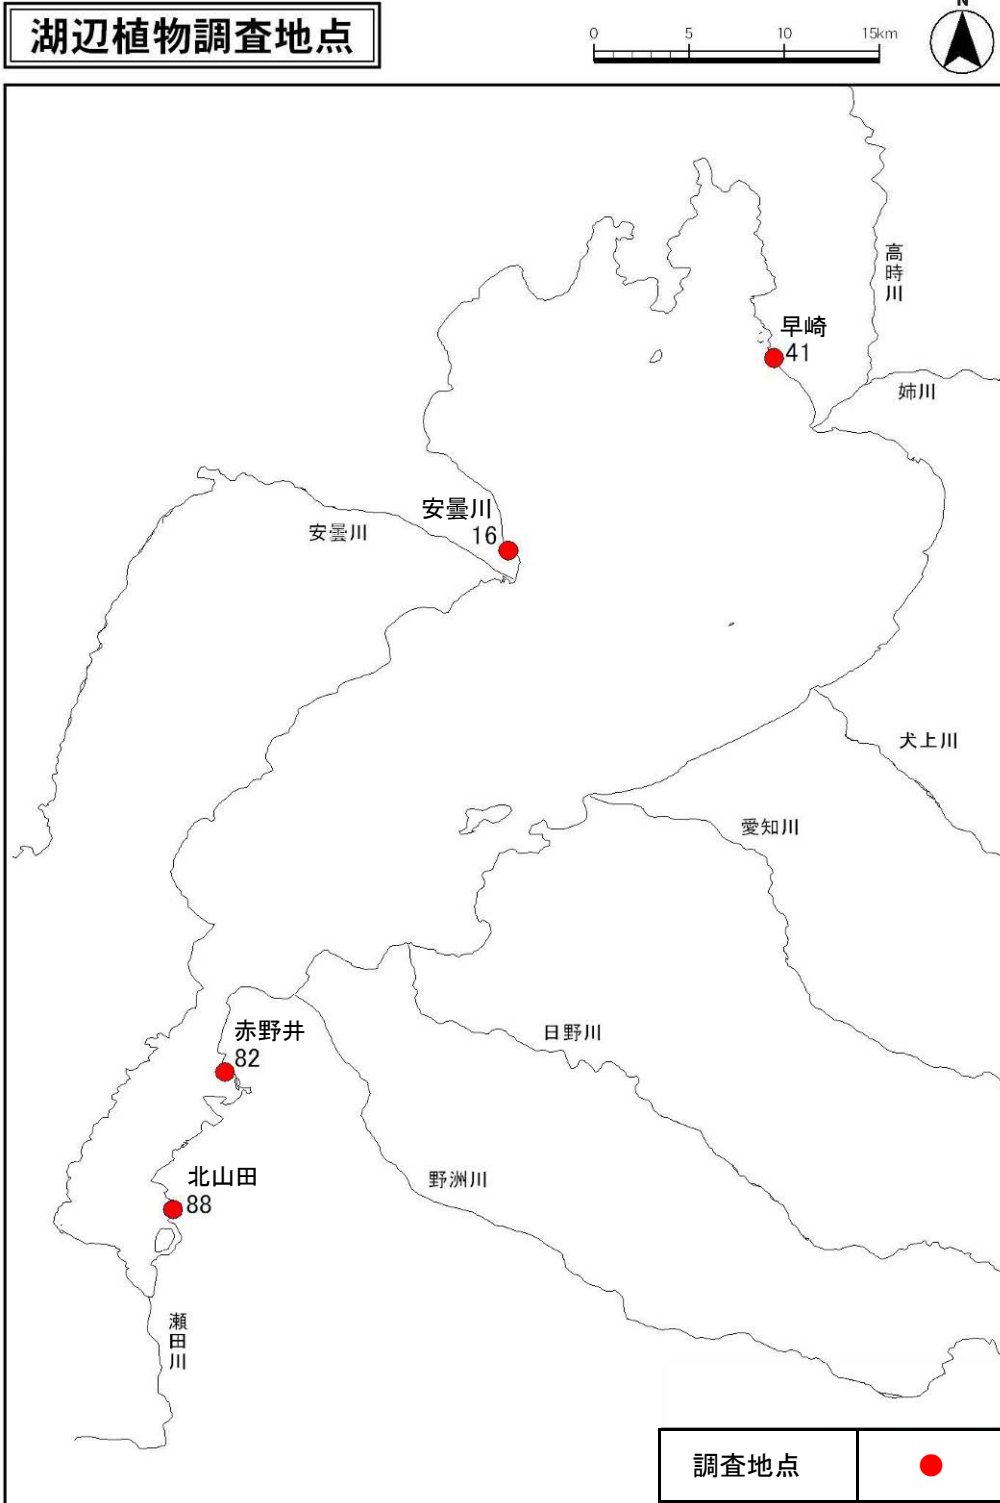 湖辺植物調査地点
0 5 10 15km
N
高時川
早崎
41
姉川
安曇川
16
安曇川
犬上川
愛知川
赤野井
82
日野川
北山田
88
野洲川
瀬田川
調査地点